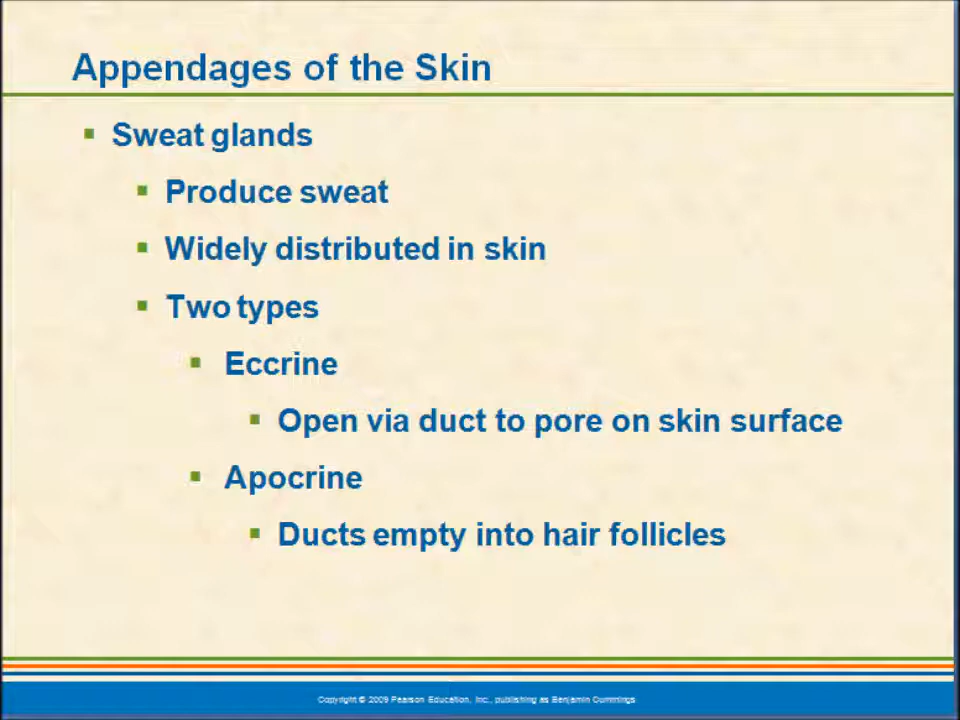 Appendages of the Skin
Sweat glands
Produce sweat
Widely distributed in skin
Two types
Eccrine
Open via duct to pore on skin surface
Apocrine
Ducts empty into hair follicles
Copyright © 2009 Pearson Education, Inc., publishing as Benjamin Cummings